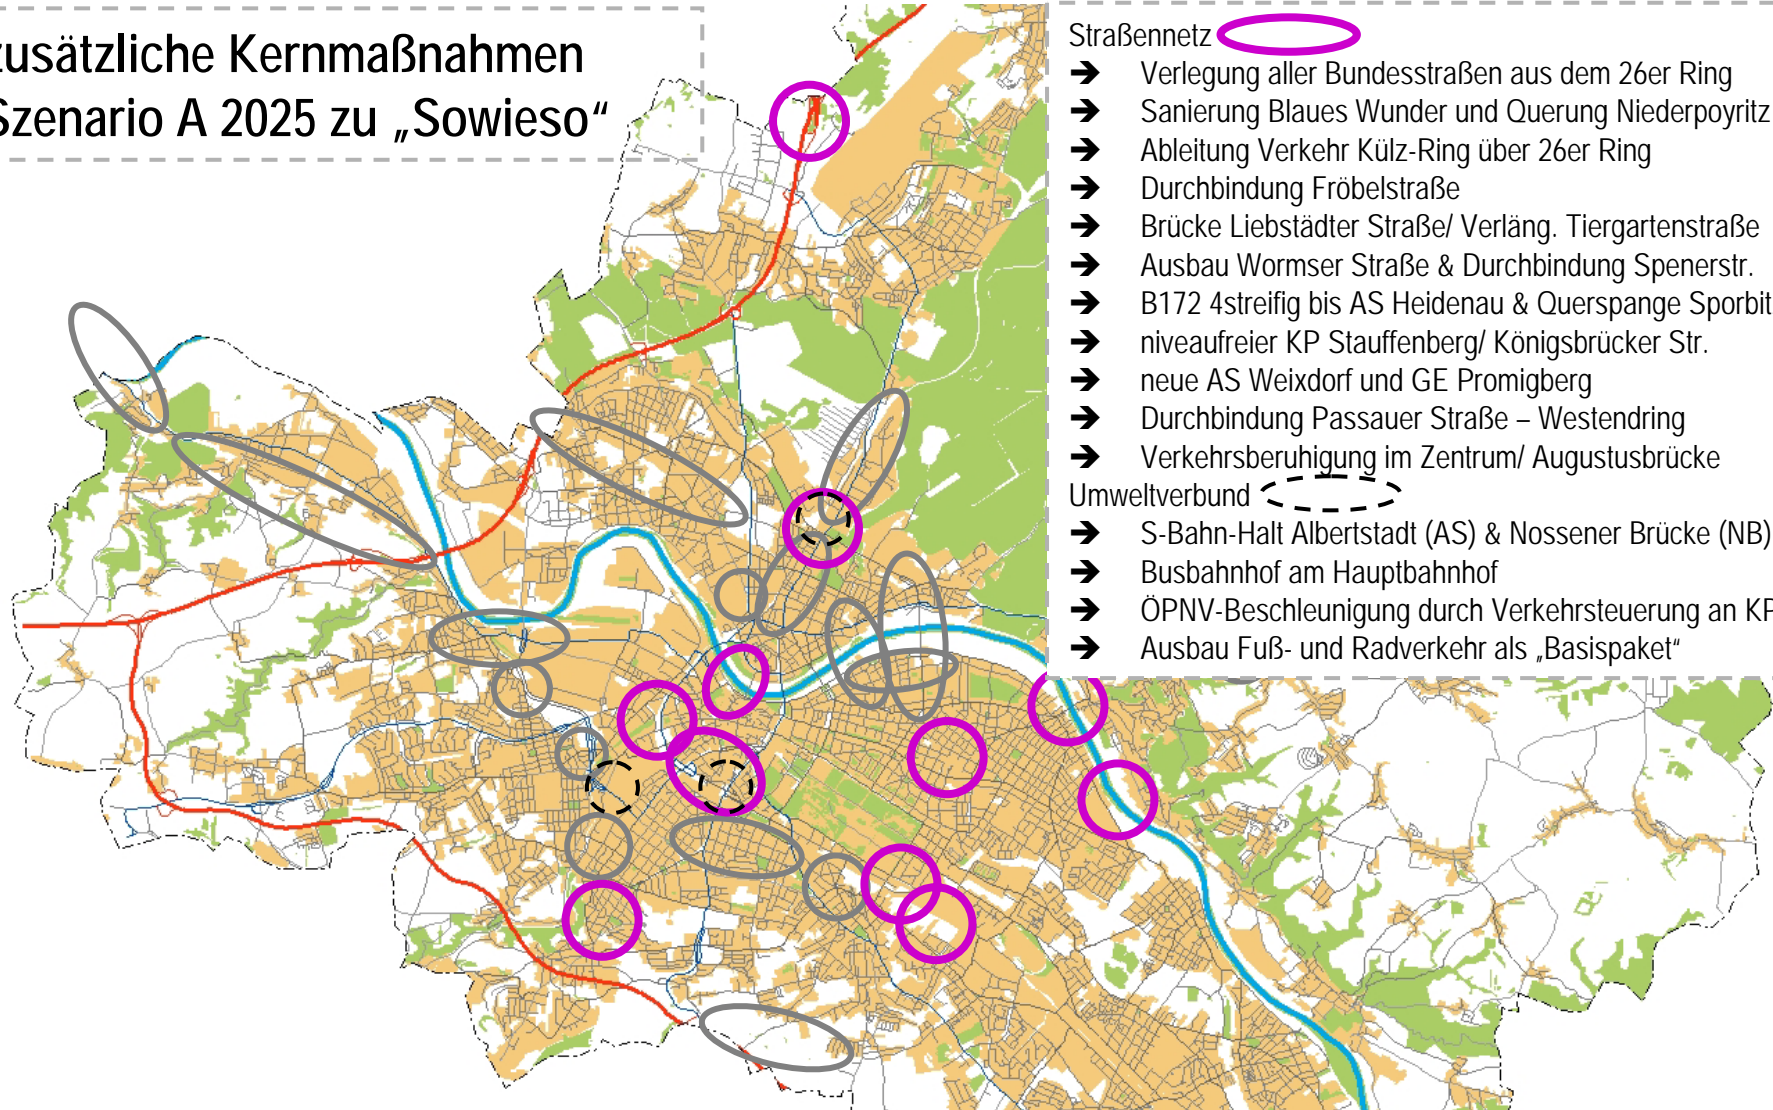 zusätzliche Kernmaßnahmen
Szenario A 2025 zu „Sowieso“
Straßennetz
➔ Verlegung aller Bundesstraßen aus dem 26er Ring
➔ Sanierung Blaues Wunder und Querung Niederpoyritz
➔ Ableitung Verkehr Külz-Ring über 26er Ring
➔ Durchbindung Fröbelstraße
➔ Brücke Liebstädter Straße/ Verläng. Tiergartenstraße
➔ Ausbau Wormser Straße & Durchbindung Spenerstr.
➔ B172 4streifig bis AS Heidenau & Querspange Sporbit
➔ niveaufreier KP Stauffenberg/ Königsbrücker Str.
➔ neue AS Weixdorf und GE Promigberg
➔ Durchbindung Passauer Straße – Westendring
➔ Verkehrsberuhigung im Zentrum/ Augustusbrücke
Umweltverbund
➔ S-Bahn-Halt Albertstadt (AS) & Nossener Brücke (NB)
➔ Busbahnhof am Hauptbahnhof
➔ ÖPNV-Beschleunigung durch Verkehrsteuerung an KP
➔ Ausbau Fuß- und Radverkehr als „Basispaket“